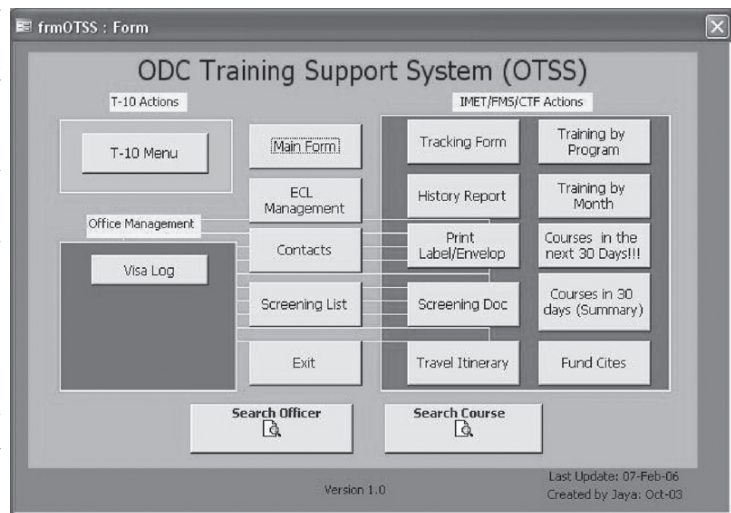 frmOTSS : Form
ODC Training Support System (OTSS)
T-10 Actions
T-10 Menu
Office Management
Visa Log
Main Form
ECL
Management
Contacts
Screening List
Exit
IMET/FMS/CTF Actions
Tracking Form
History Report
Print
Label/Envelop
Screening Doc
Travel Itinerary
Training by
Program
Training by
Month
Courses in the
next 30 Days!!!
Courses in 30
days (Summary)
Fund Cites
Search Officer
Search Course
Version 1.0
Last Update: 07-Feb-06
Created by Jaya: Oct-03